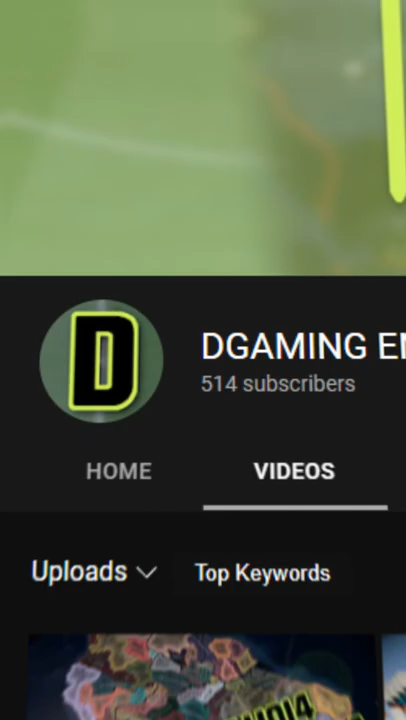 D
DGAMING
514 subscribers
HOME VIDEOS
Uploads Top Keywords